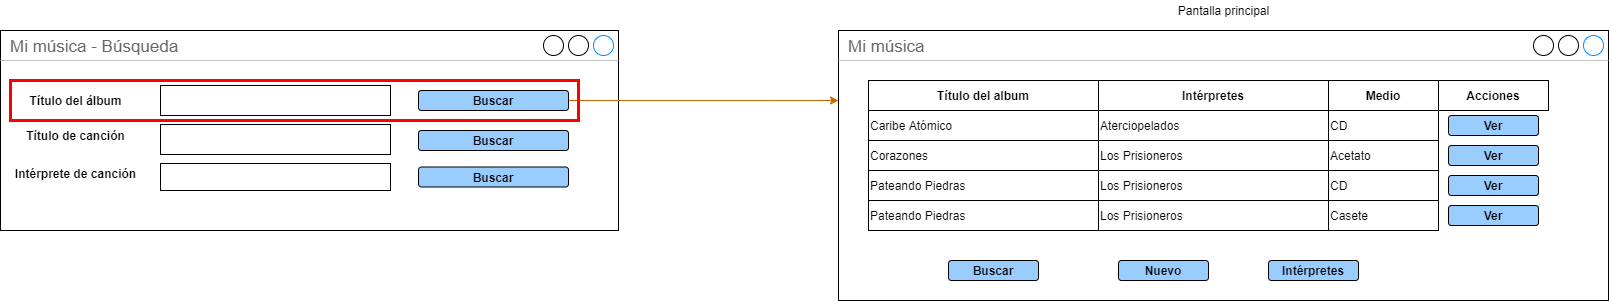 Pantalla principal
Mi música - Búsqueda
Título del álbum Buscar
Título de canción Buscar
Intérprete de canción Buscar
Mi música
Título del album Intérpretes Medio Acciones
Caribe Atómico Aterciopelados CD Ver
Corazones Los Prisioneros Acetato Ver
Pateando Piedras Los Prisioneros CD Ver
Pateando Piedras Los Prisioneros Casete Ver
Buscar Nuevo Intérpretes